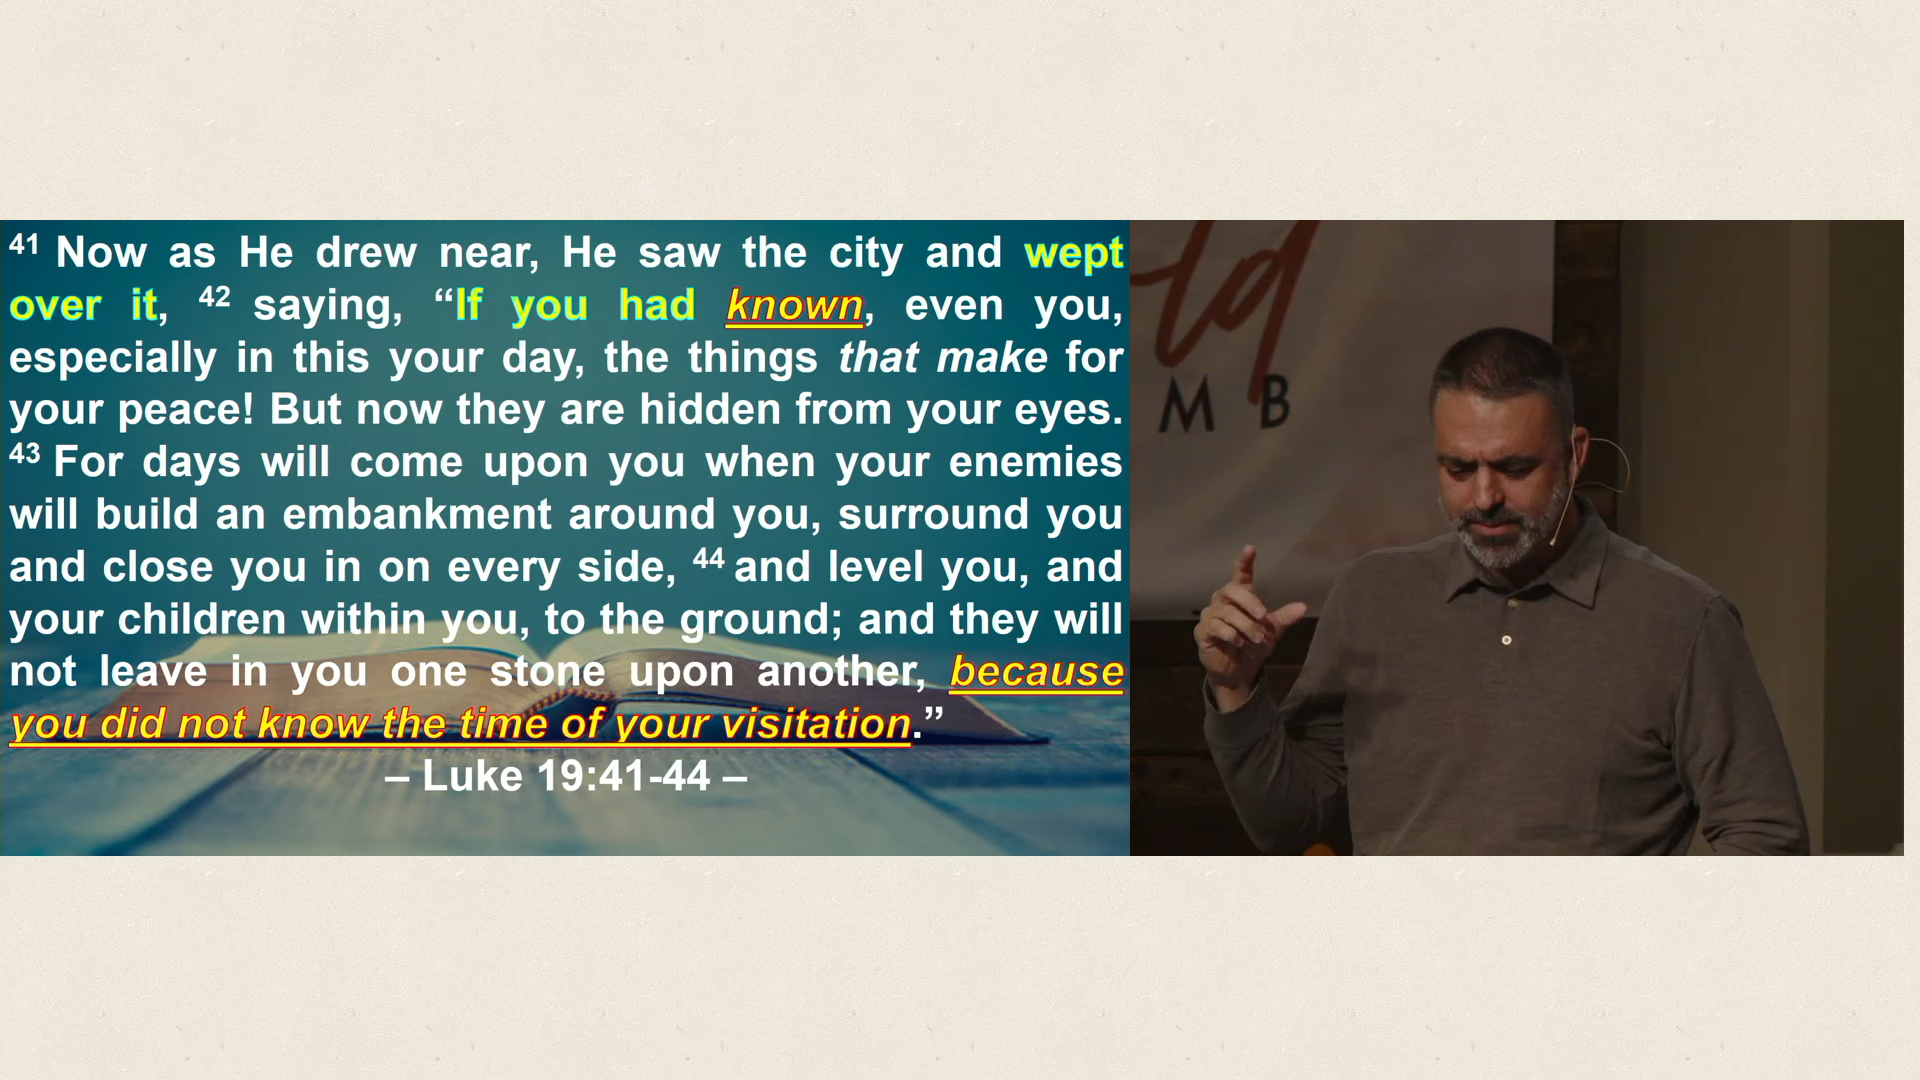 41 Now as He drew near, He saw the city and wept
over it, 42 saying, “If you had known, even you,
especially in this your day, the things that make for
your peace! But now they are hidden from your eyes.
43 For days will come upon you when your enemies
will build an embankment around you, surround you
and close you in on every side, 44 and level you, and
your children within you, to the ground; and they will
not leave in you one stone upon another, because
you did not know the time of your visitation.”
– Luke 19:41-44 –
ld
M B